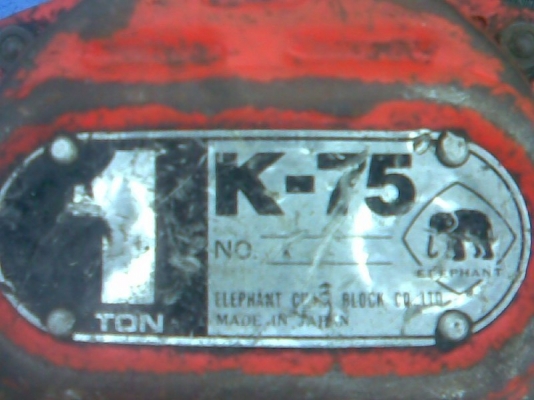 1
TON
K-75
NO.
ELEPHANT
ELEPHANT BLOCK CO. LTD.
MADE IN JAPAN